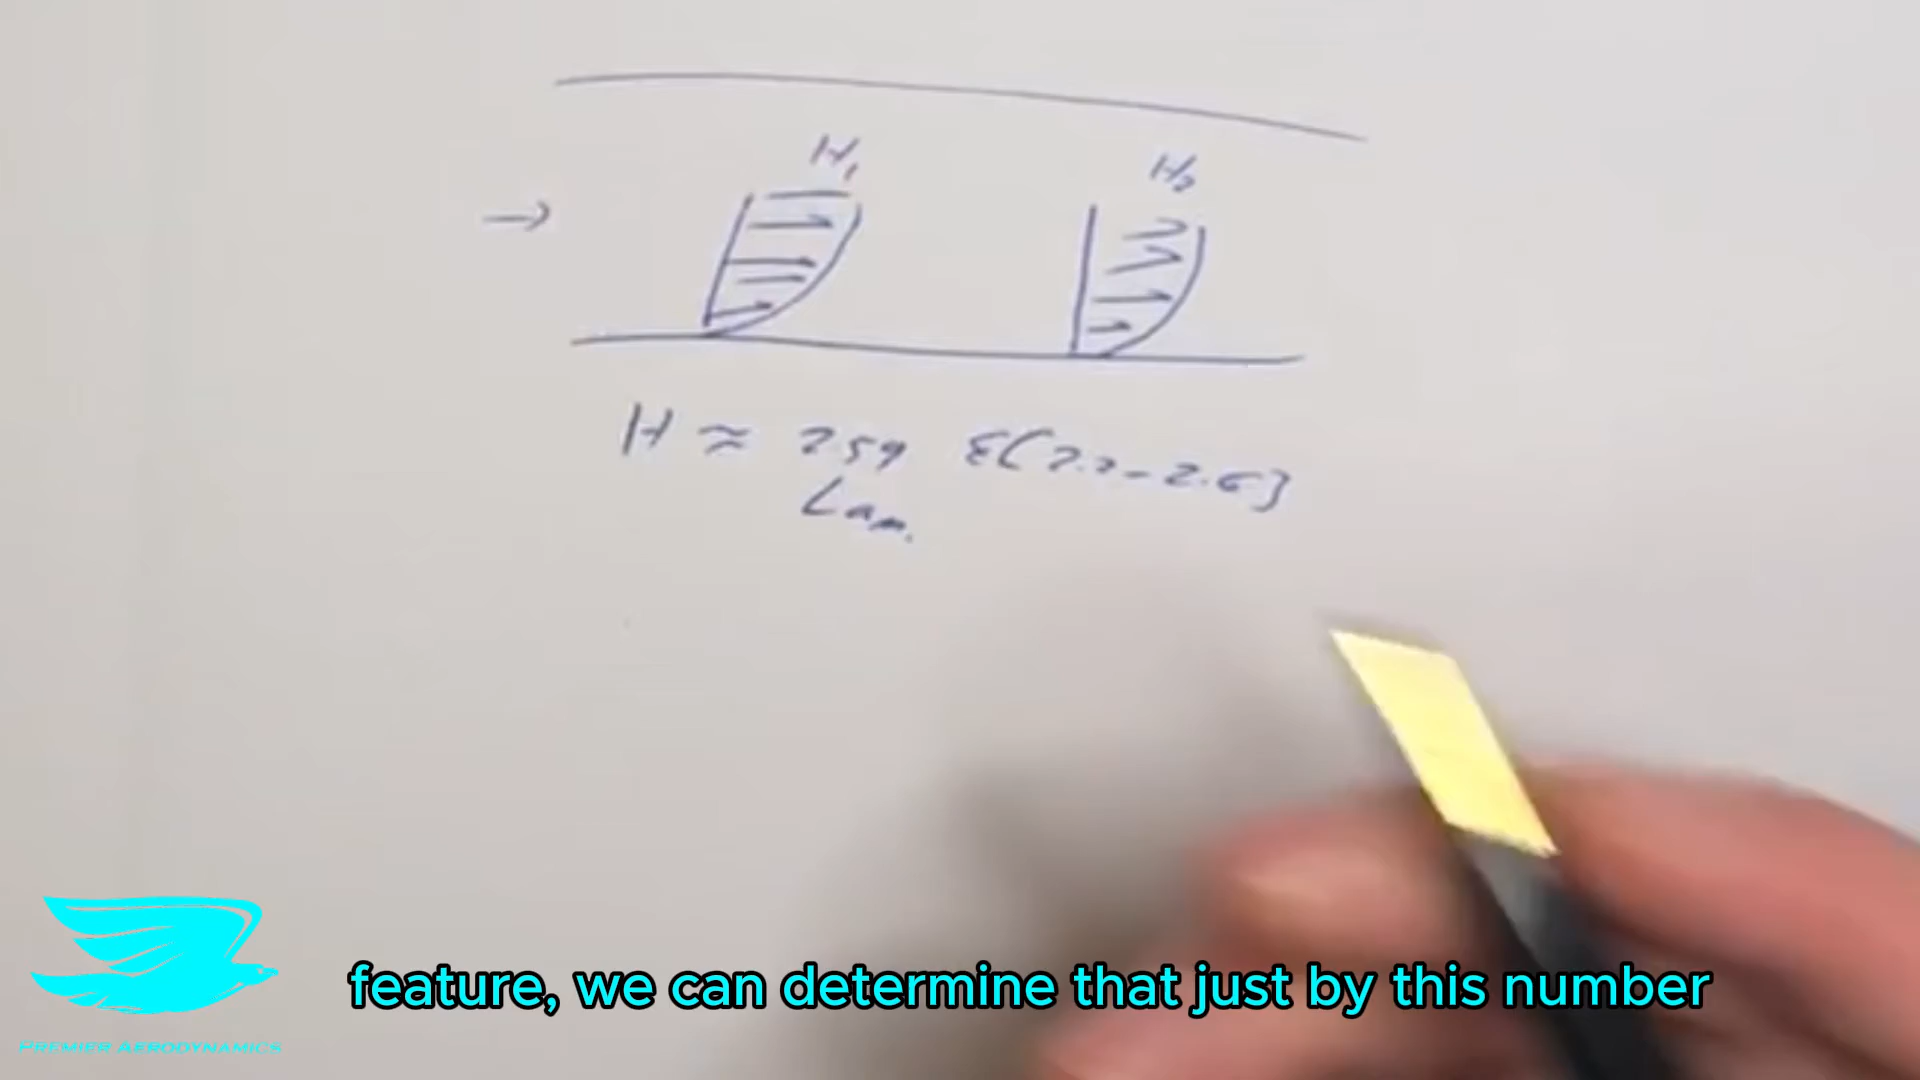 H₁
H₂
→
H ≈ 2.59 ε(2.2-2.6}
Lam.
feature, we can determine that just by this number
PREMIER AERODYNAMICS